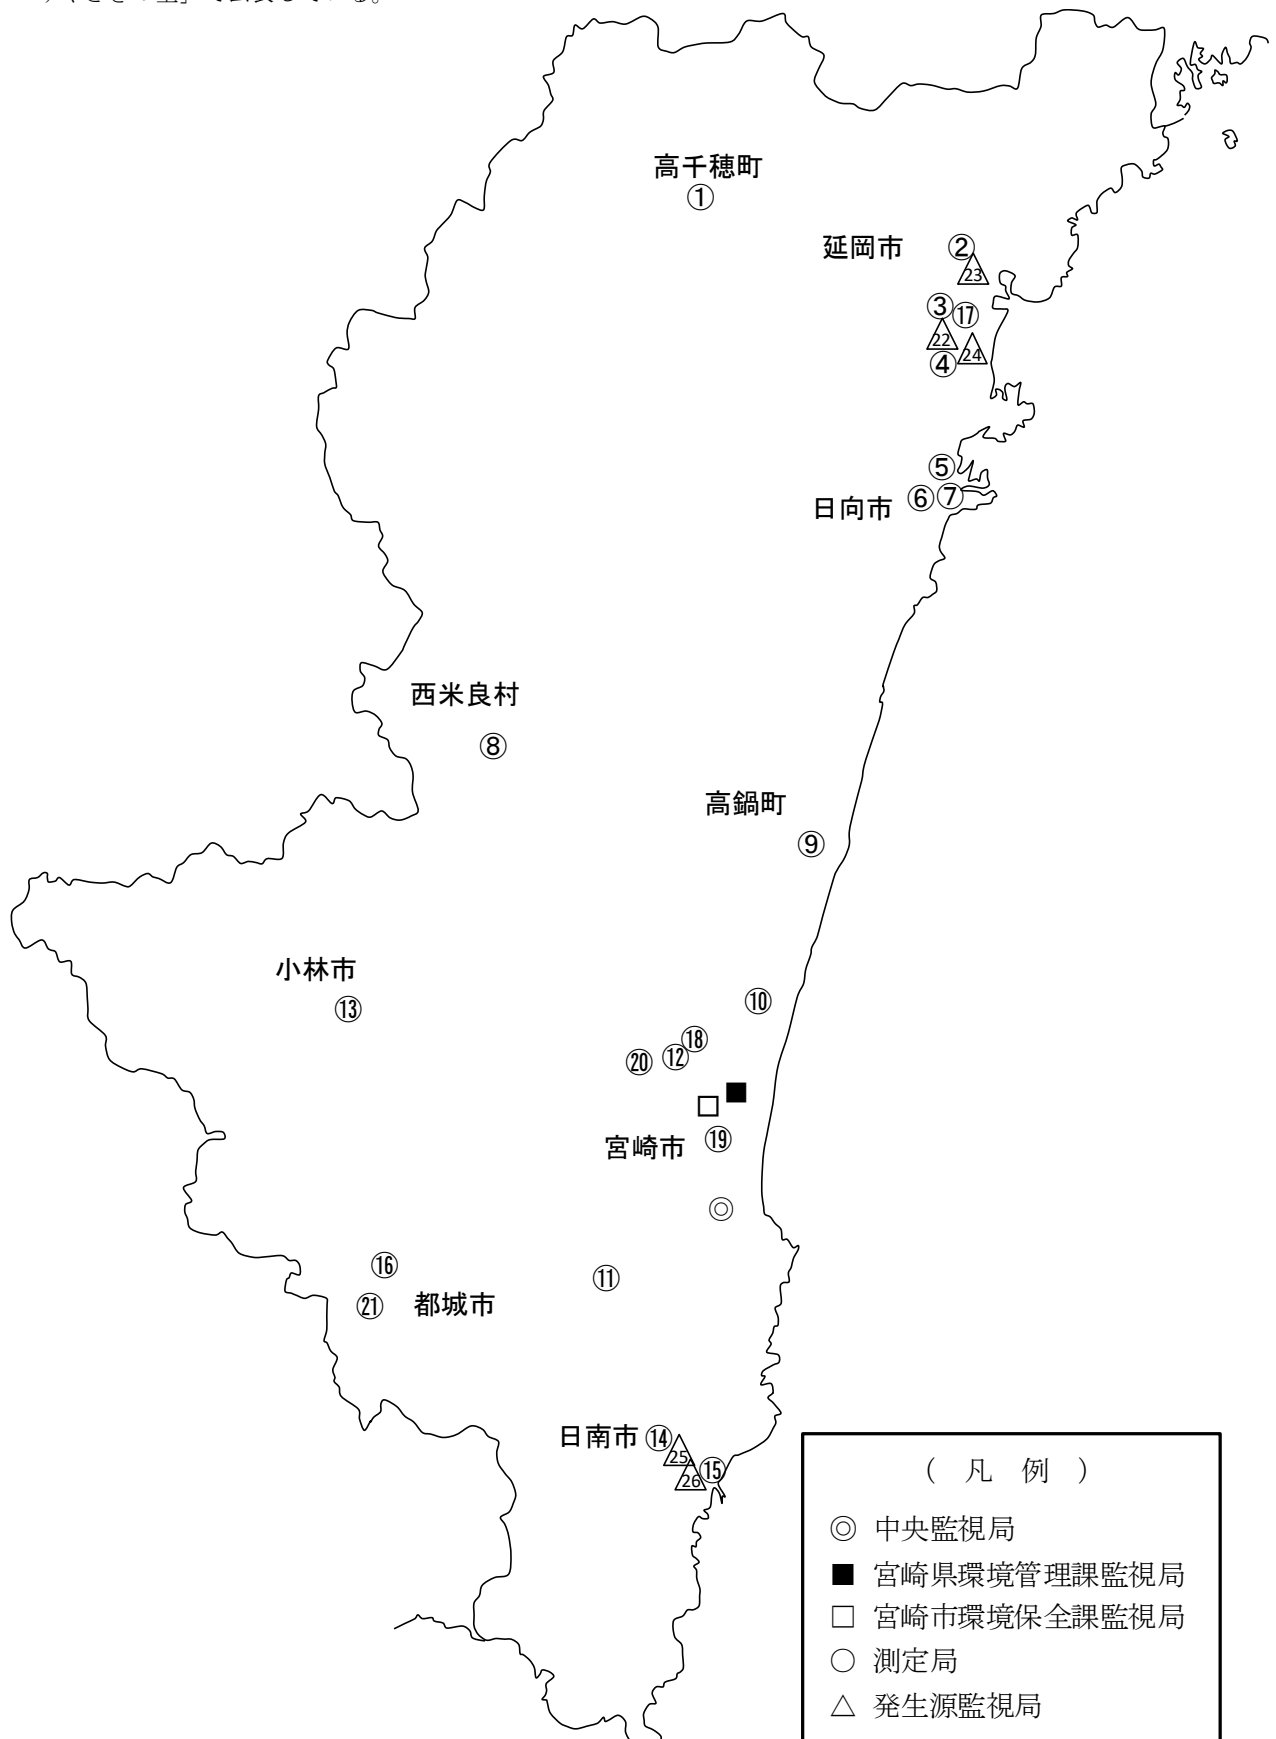 高千穂町
①
延岡市
②
23
③
⑰
22
24
④
⑤
⑥
⑦
日向市
西米良村
⑧
高鍋町
⑨
小林市
⑬
⑩
⑱
⑫
⑳
宮崎市
⑲
⑯
㉑
都城市
⑪
日南市
⑭
25
26
⑮
（ 凡 例 ）
◎ 中央監視局
■ 宮崎県環境管理課監視局
□ 宮崎市環境保全課監視局
○ 測定局
△ 発生源監視局